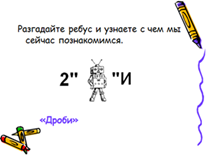 Разгадайте ребус и узнаете с чем мы
сейчас познакомимся.
2" "И
«Дроби»